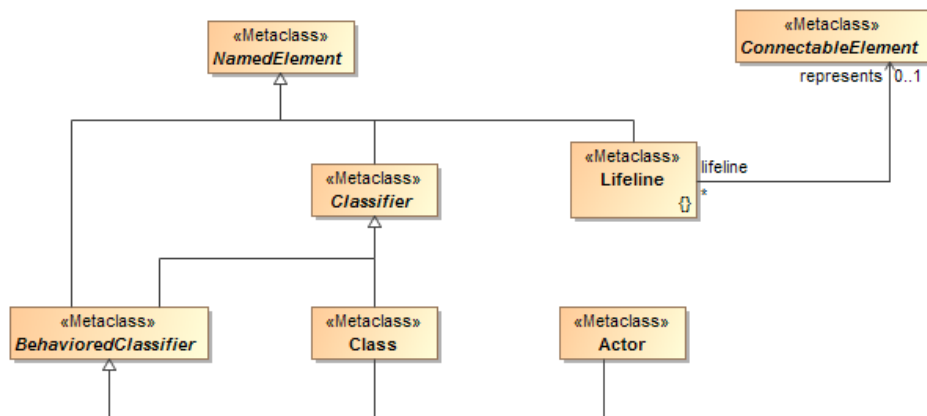 «Metaclass»
NamedElement
«Metaclass»
ConnectableElement
represents 0..1
«Metaclass»
Classifier
«Metaclass»
Lifeline
{}
lifeline
*
«Metaclass»
BehavioredClassifier
«Metaclass»
Class
«Metaclass»
Actor